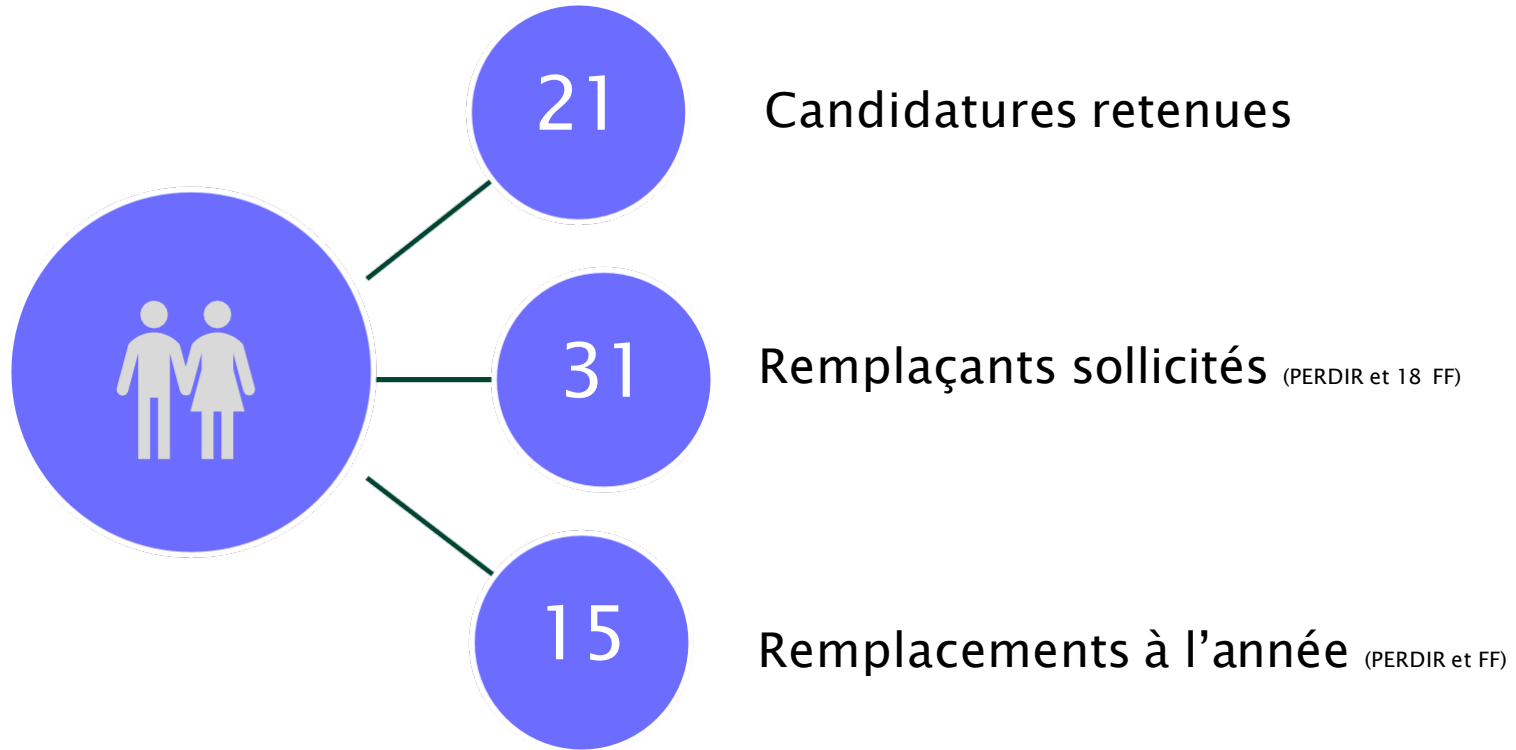 21
Candidatures retenues
31
Remplaçants sollicités (PERDIR et 18 FF)
15
Remplacements à l’année (PERDIR et FF)